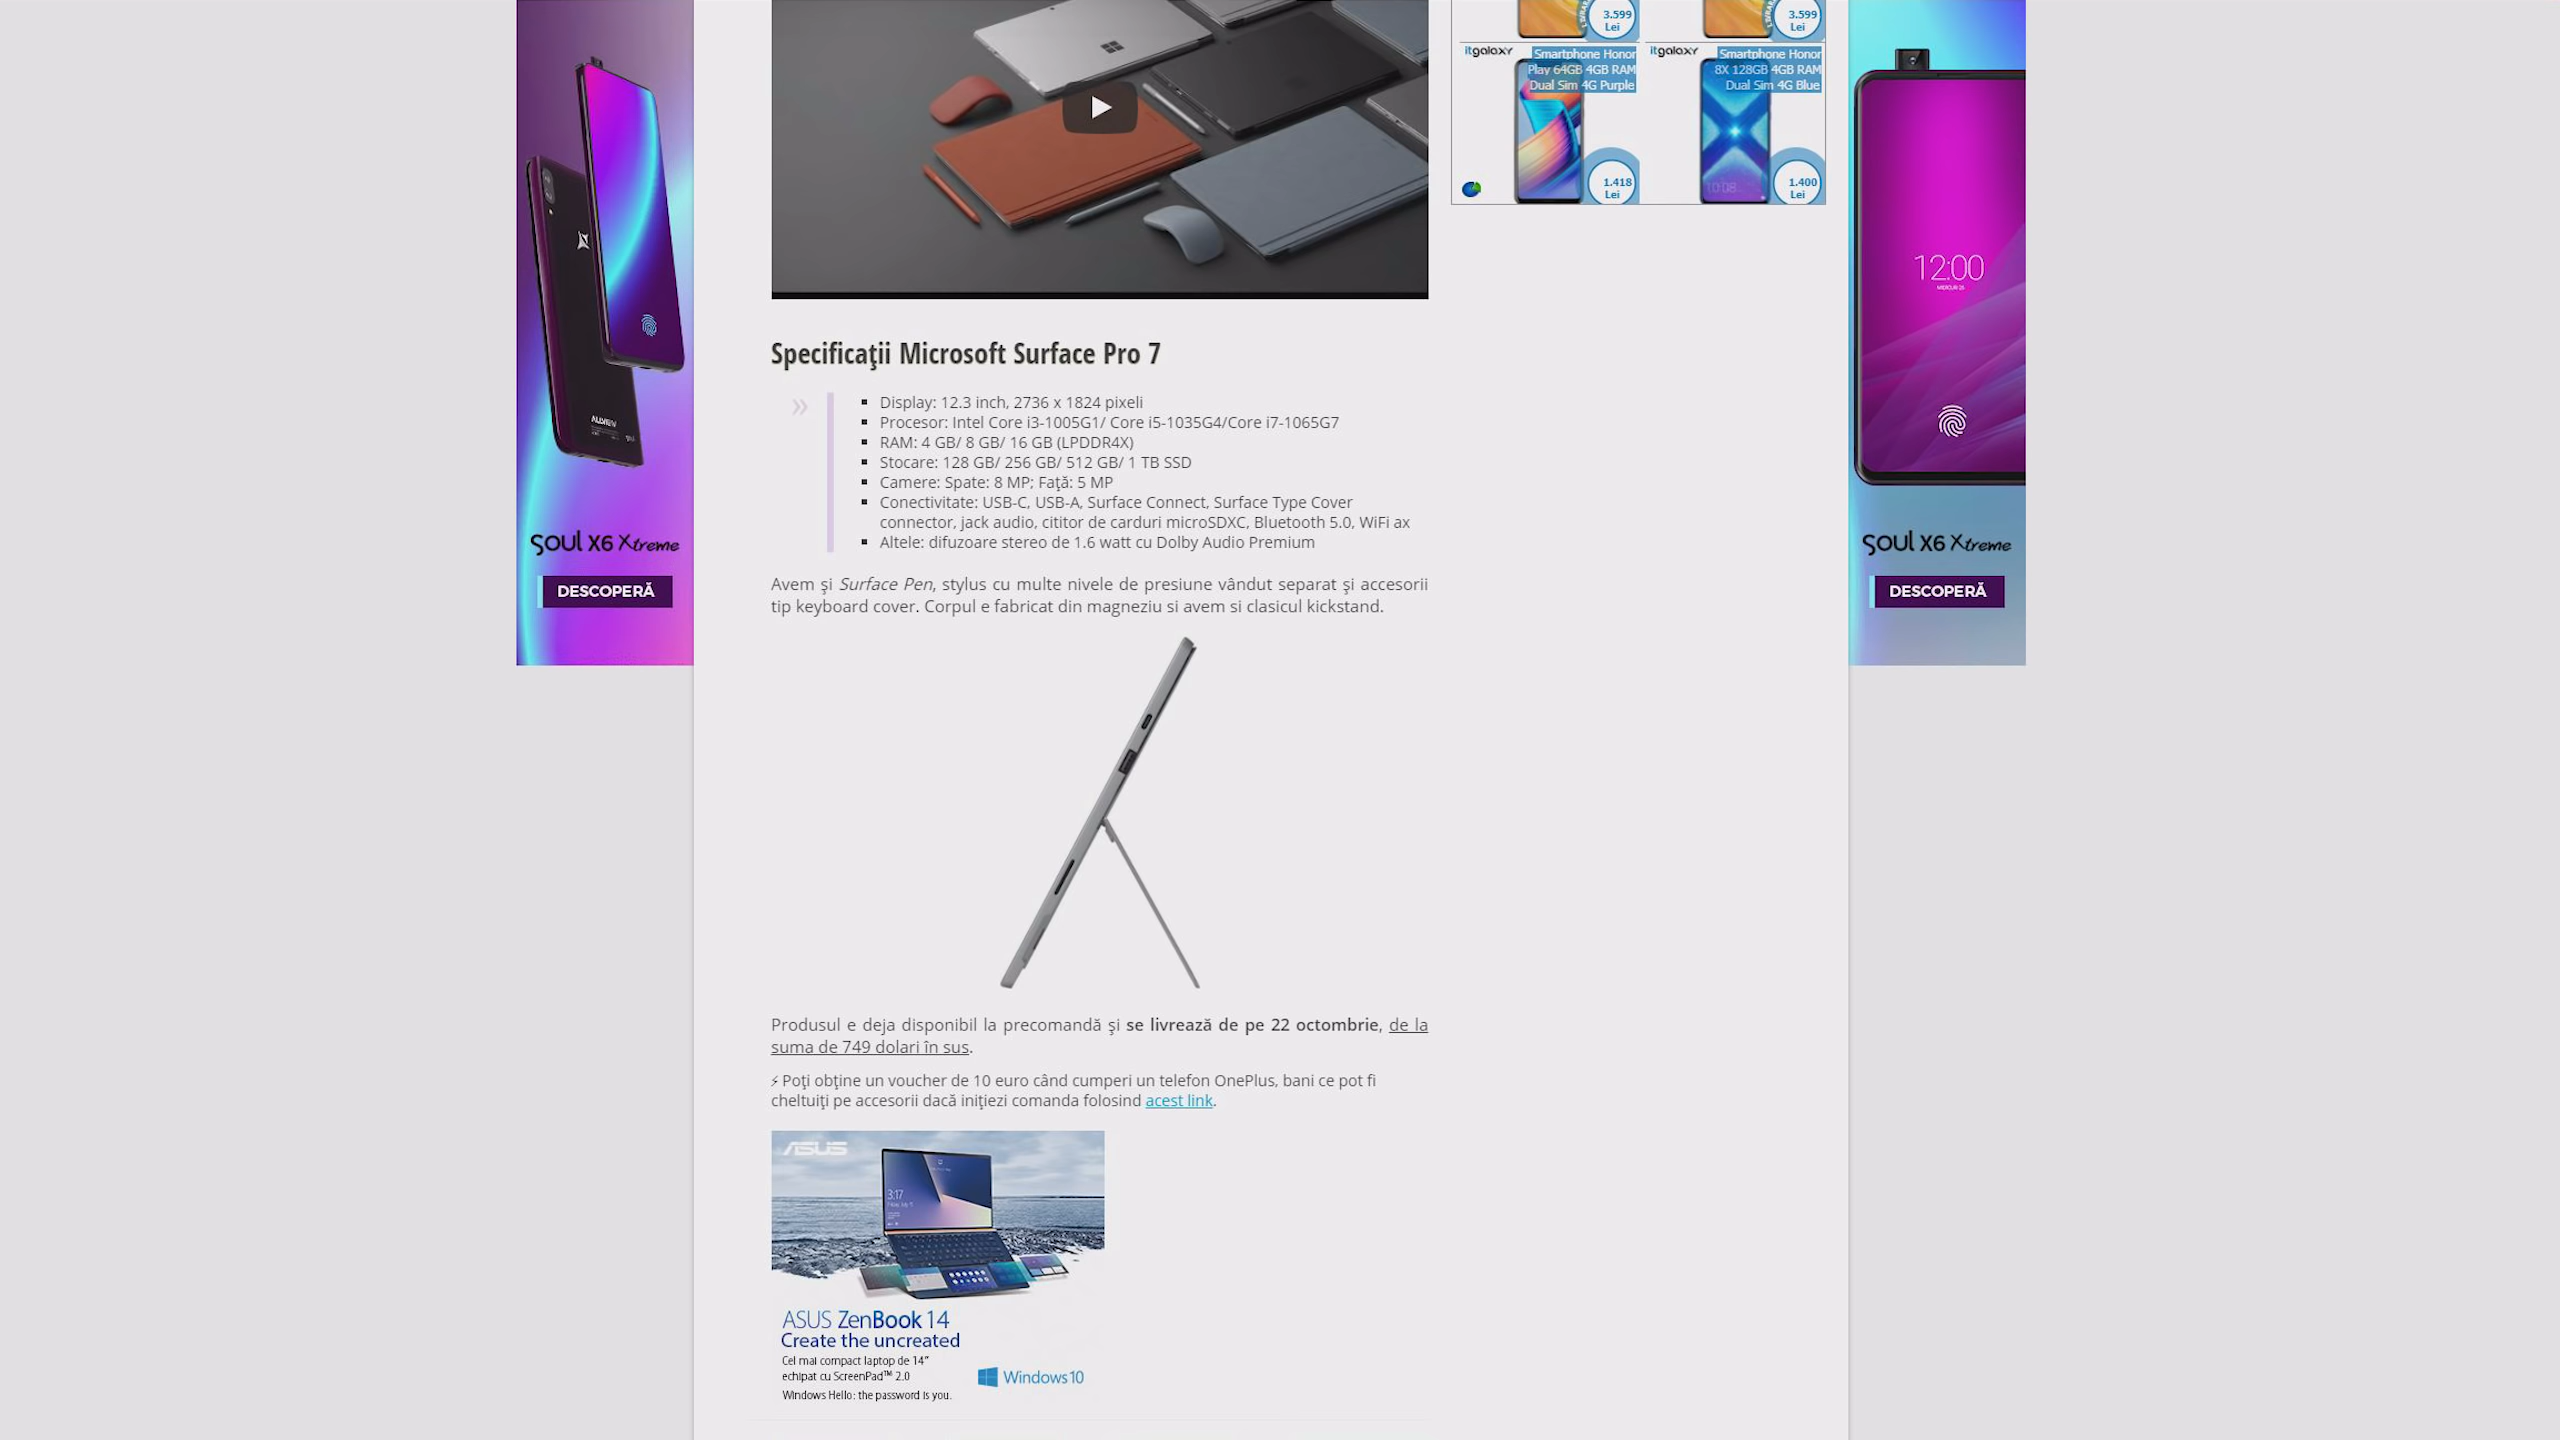 3.599
Lei
3.599
Lei
itgalaxy
Smartphone Honor
Play 64GB 4GB RAM
Dual Sim 4G Purple
1.418
Lei
itgalaxy
Smartphone Honor
8X 128GB 4GB RAM
Dual Sim 4G Blue
1.400
Lei
ALLVIEW
SOUL X6 Xtreme
DESCOPERĂ
12:00
MIERCURI 25
SOUL X6 Xtreme
DESCOPERĂ
Specificaţii Microsoft Surface Pro 7
»
▪ Display: 12.3 inch, 2736 x 1824 pixeli
▪ Procesor: Intel Core i3-1005G1/ Core i5-1035G4/Core i7-1065G7
▪ RAM: 4 GB/ 8 GB/ 16 GB (LPDDR4X)
▪ Stocare: 128 GB/ 256 GB/ 512 GB/ 1 TB SSD
▪ Camere: Spate: 8 MP; Faţă: 5 MP
▪ Conectivitate: USB-C, USB-A, Surface Connect, Surface Type Cover
connector, jack audio, cititor de carduri microSDXC, Bluetooth 5.0, WiFi ax
▪ Altele: difuzoare stereo de 1.6 watt cu Dolby Audio Premium
Avem şi Surface Pen, stylus cu multe nivele de presiune vândut separat şi accesorii
tip keyboard cover. Corpul e fabricat din magneziu si avem si clasicul kickstand.
Produsul e deja disponibil la precomandă şi se livrează de pe 22 octombrie, de la
suma de 749 dolari în sus.
⚡ Poţi obţine un voucher de 10 euro când cumperi un telefon OnePlus, bani ce pot fi
cheltuiţi pe accesorii dacă iniţiezi comanda folosind acest link.
ASUS
3:17
ASUS ZenBook 14
Create the uncreated
Cel mai compact laptop de 14”
echipat cu ScreenPad™ 2.0
Windows Hello: the password is you.
Windows 10